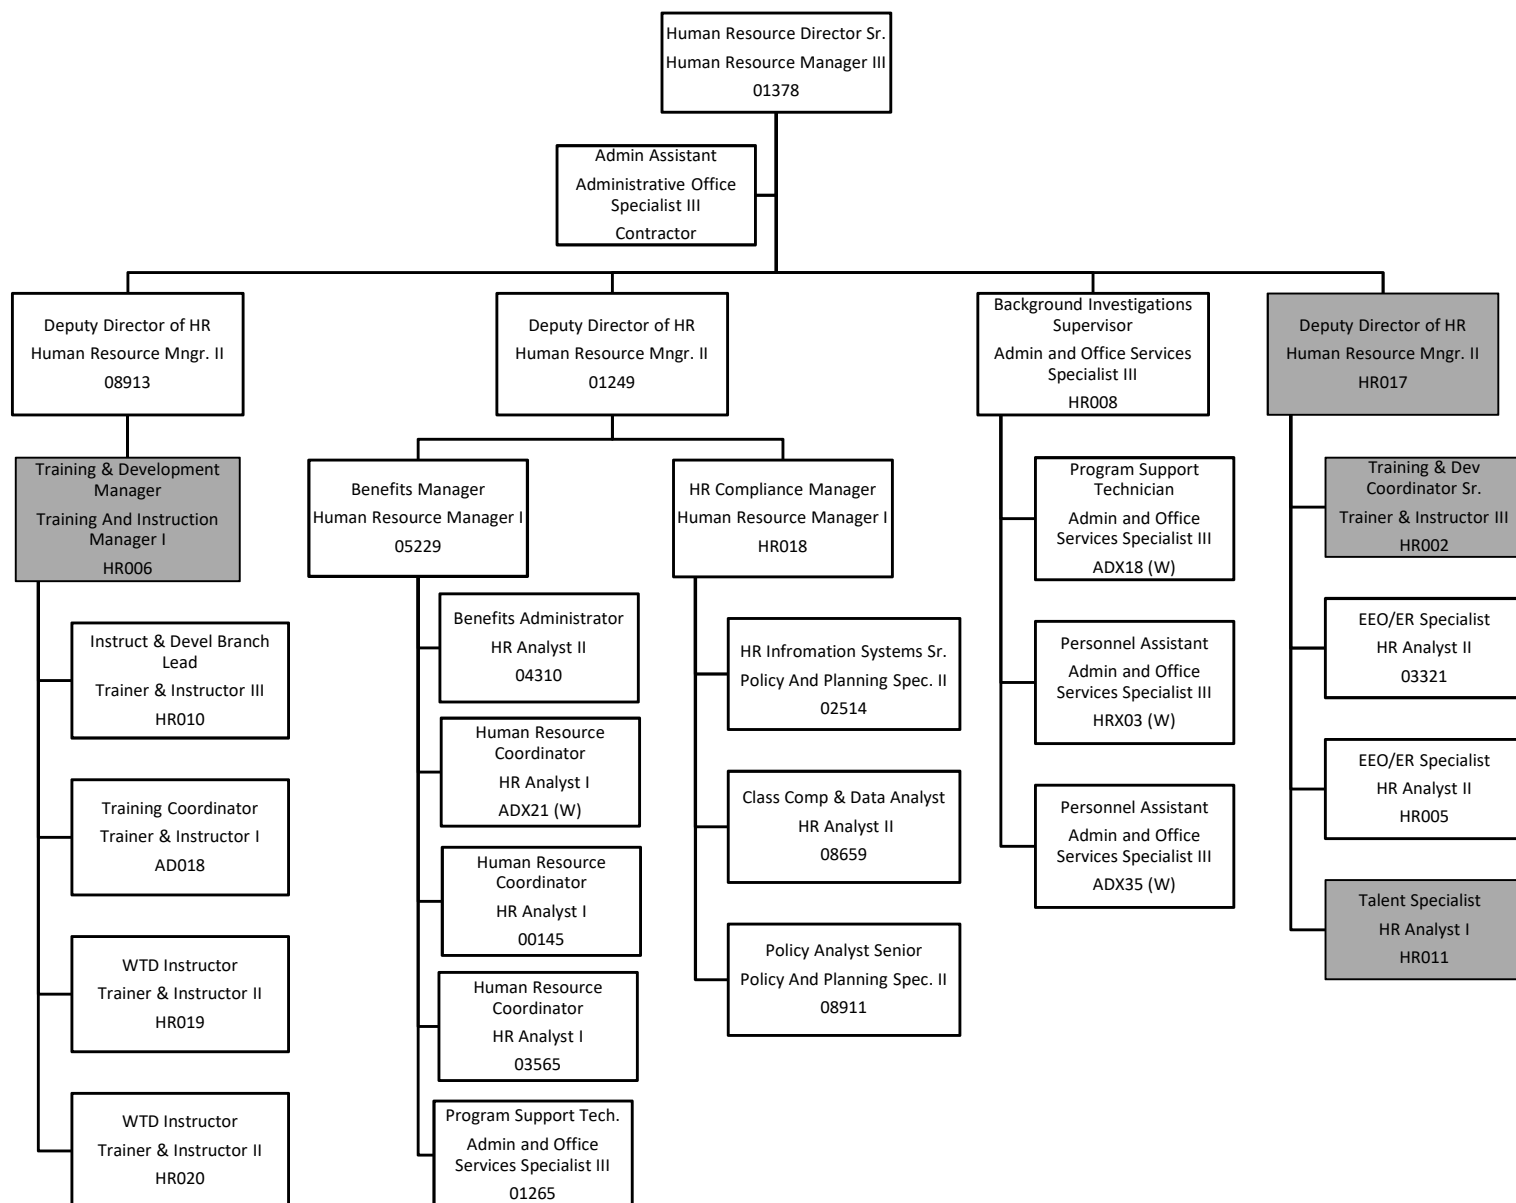 Human Resource Director Sr.
Human Resource Manager III
01378
Admin Assistant
Administrative Office
Specialist III
Contractor
Deputy Director of HR
Human Resource Mngr. II
08913
Deputy Director of HR
Human Resource Mngr. II
01249
Background Investigations
Supervisor
Admin and Office Services
Specialist III
HR008
Deputy Director of HR
Human Resource Mngr. II
HR017
Training & Development
Manager
Training And Instruction
Manager I
HR006
Instruct & Devel Branch
Lead
Trainer & Instructor III
HR010
Training Coordinator
Trainer & Instructor I
AD018
WTD Instructor
Trainer & Instructor II
HR019
WTD Instructor
Trainer & Instructor II
HR020
Benefits Manager
Human Resource Manager I
05229
Benefits Administrator
HR Analyst II
04310
Human Resource
Coordinator
HR Analyst I
ADX21 (W)
Human Resource
Coordinator
HR Analyst I
00145
Human Resource
Coordinator
HR Analyst I
03565
Program Support Tech.
Admin and Office
Services Specialist III
01265
HR Compliance Manager
Human Resource Manager I
HR018
HR Infromation Systems Sr.
Policy And Planning Spec. II
02514
Class Comp & Data Analyst
HR Analyst II
08659
Policy Analyst Senior
Policy And Planning Spec. II
08911
Program Support
Technician
Admin and Office
Services Specialist III
ADX18 (W)
Personnel Assistant
Admin and Office
Services Specialist III
HRX03 (W)
Personnel Assistant
Admin and Office
Services Specialist III
ADX35 (W)
Training & Dev
Coordinator Sr.
Trainer & Instructor III
HR002
EEO/ER Specialist
HR Analyst II
03321
EEO/ER Specialist
HR Analyst II
HR005
Talent Specialist
HR Analyst I
HR011